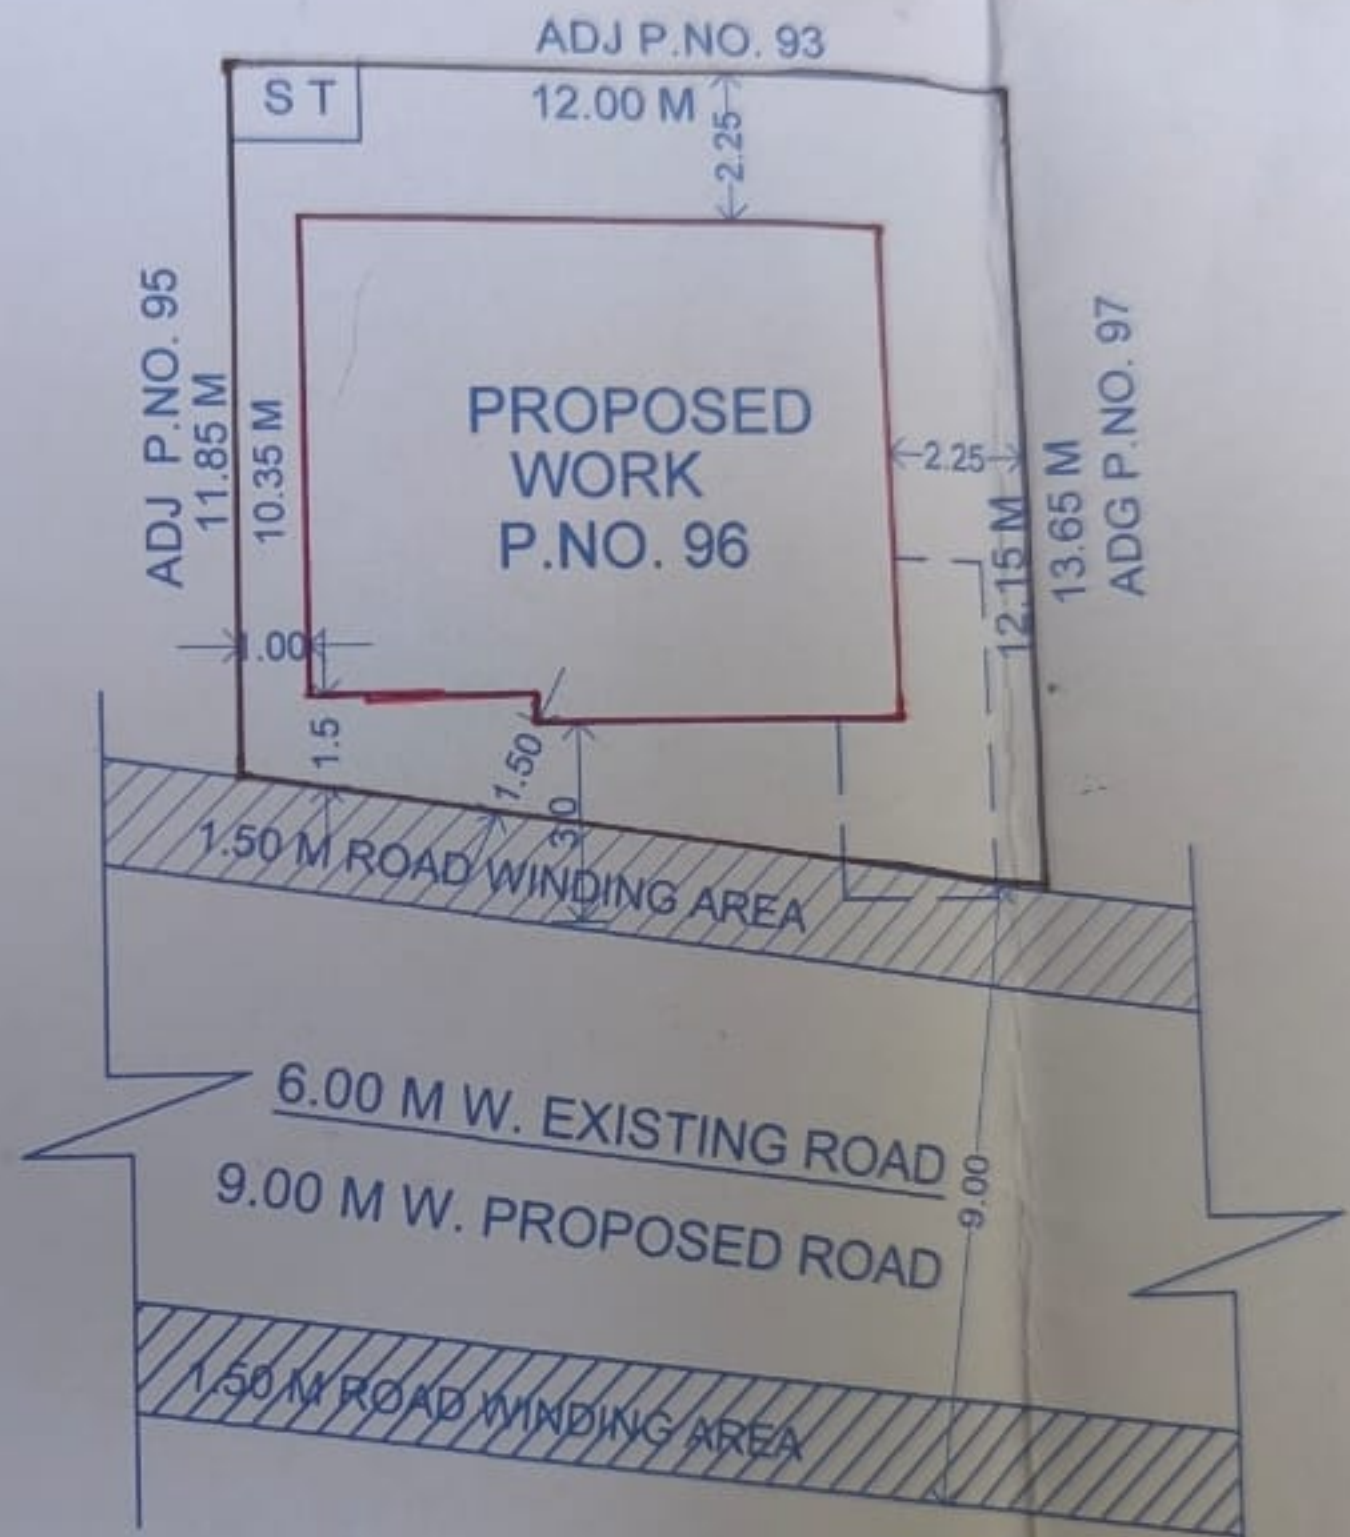 ADJ P.NO. 93
S T
12.00 M
2.25
ADJ P.NO. 95
11.85 M
10.35 M
PROPOSED
WORK
P.NO. 96
2.25
12.15 M
13.65 M
ADG P.NO. 97
1.00
1.5
1.50
3.0
1.50 M ROAD WINDING AREA
6.00 M W. EXISTING ROAD
9.00 M W. PROPOSED ROAD
9.00
1.50 M ROAD WINDING AREA